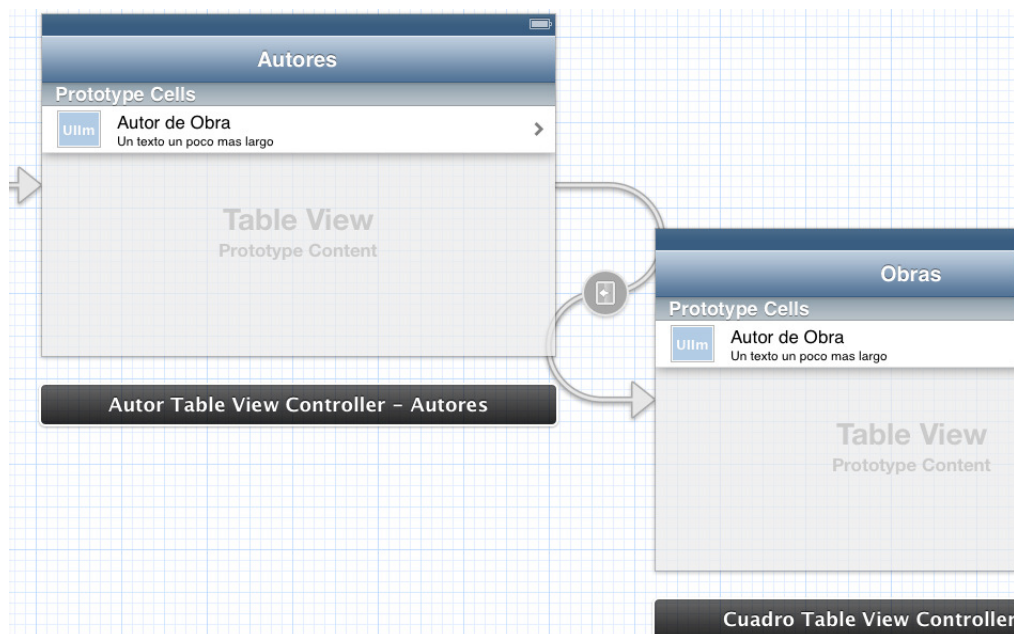 Autores
Prototype Cells
UIIm
Autor de Obra
Un texto un poco mas largo
Table View
Prototype Content
Autor Table View Controller – Autores
Obras
Prototype Cells
UIIm
Autor de Obra
Un texto un poco mas largo
Table View
Prototype Content
Cuadro Table View Controller